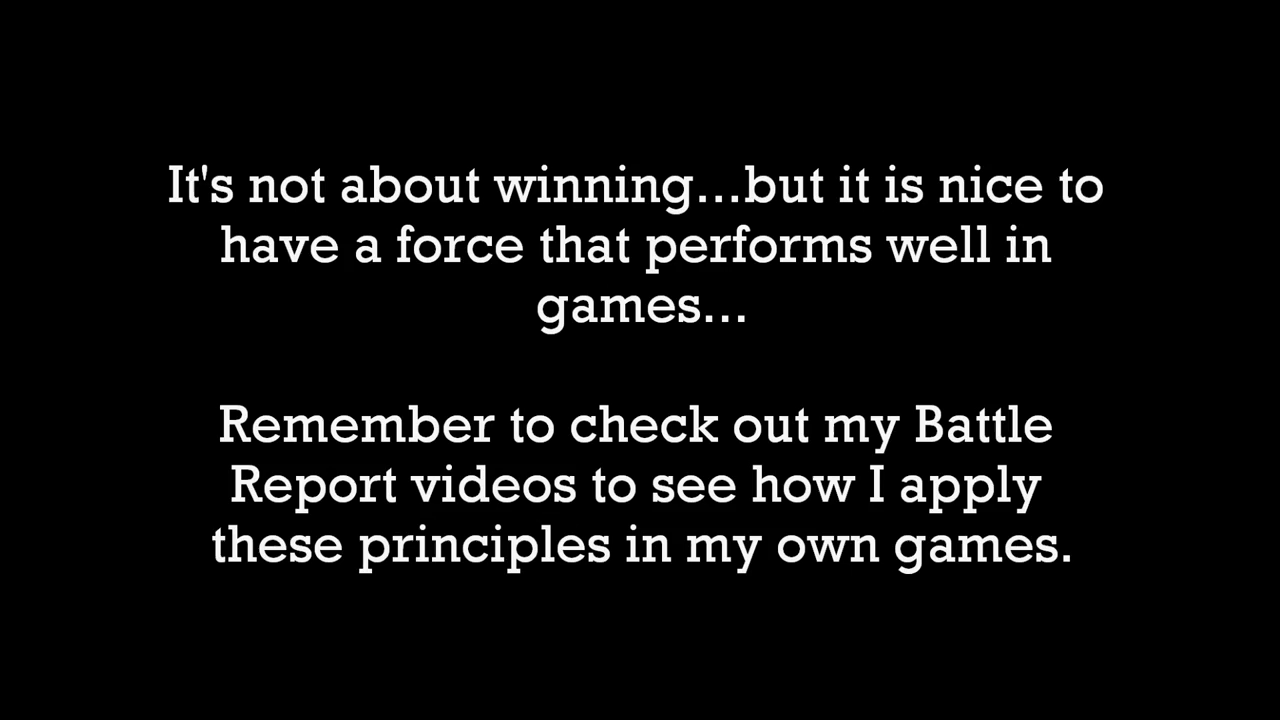 It's not about winning...but it is nice to
have a force that performs well in
games...
Remember to check out my Battle
Report videos to see how I apply
these principles in my own games.